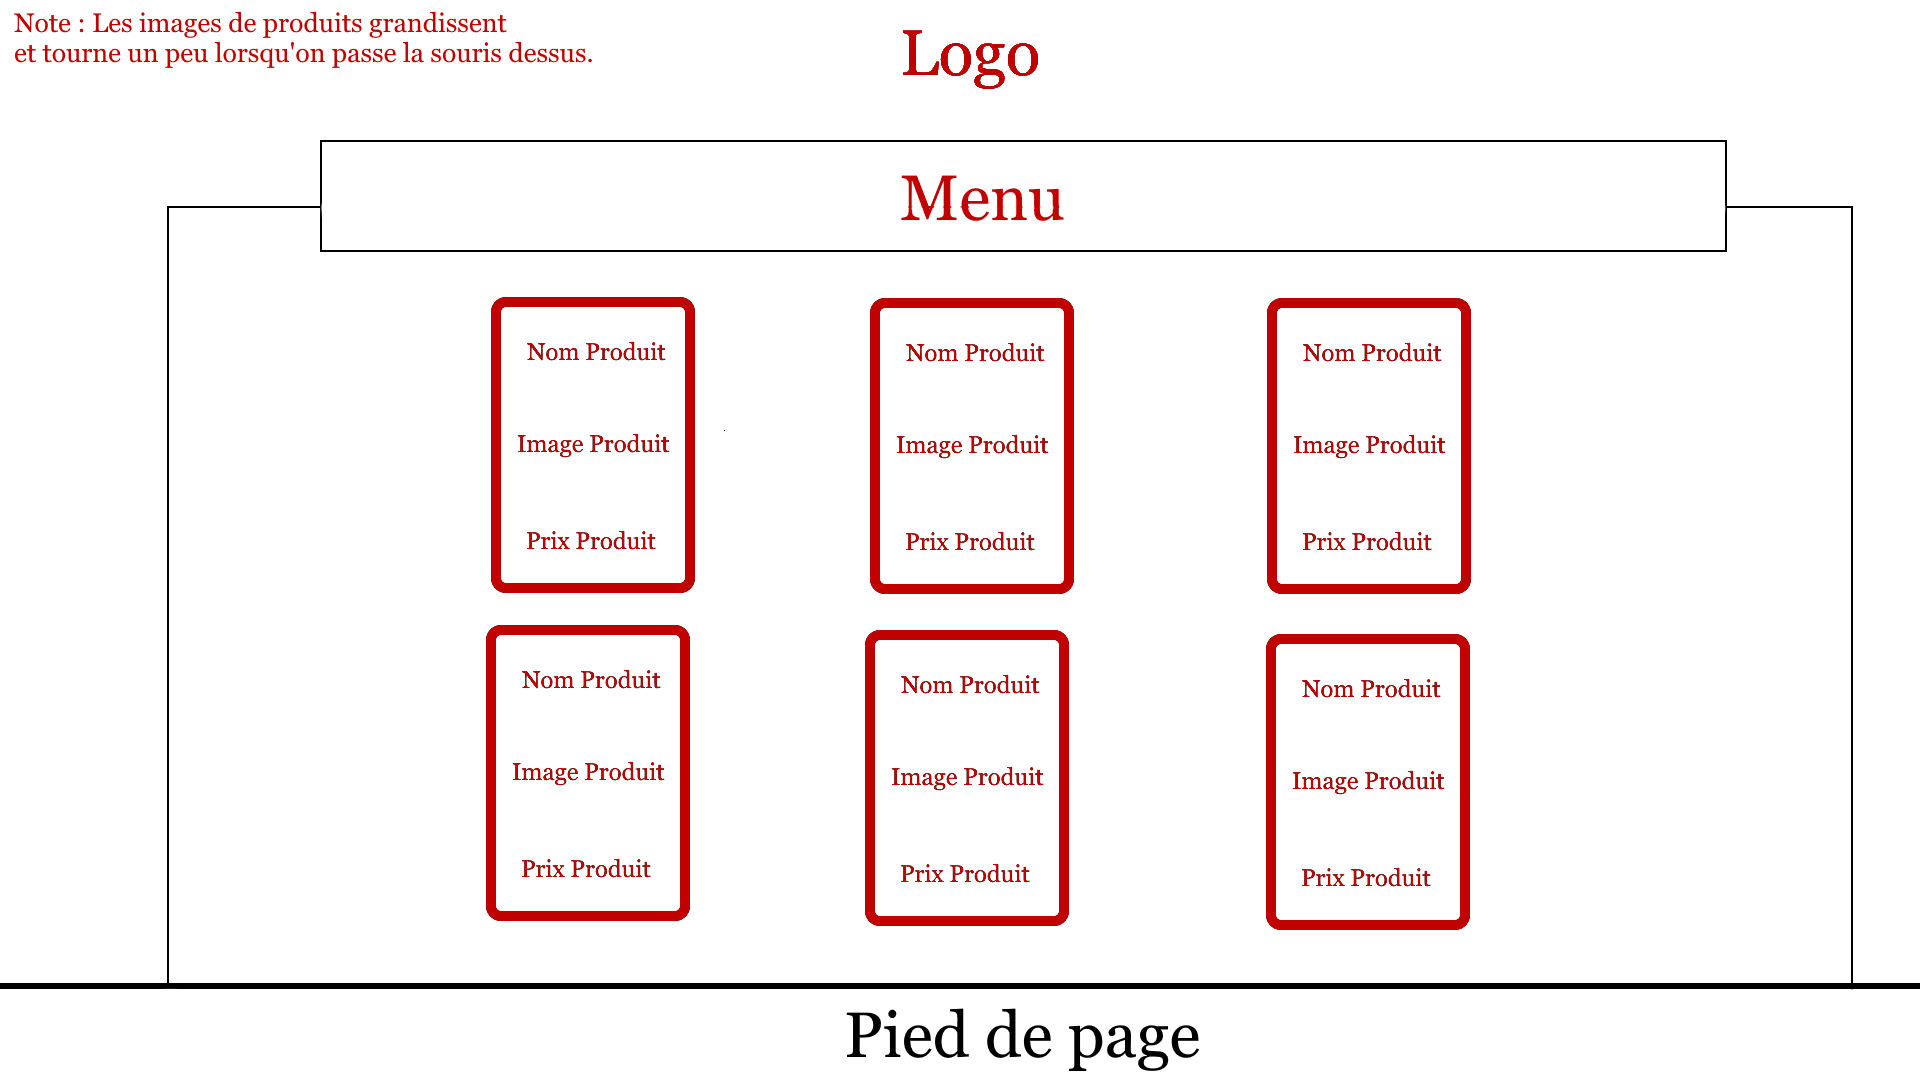 Note : Les images de produits grandissent
et tourne un peu lorsqu'on passe la souris dessus.
Logo
Menu
Nom Produit
Image Produit
Prix Produit
Nom Produit
Image Produit
Prix Produit
Nom Produit
Image Produit
Prix Produit
Nom Produit
Image Produit
Prix Produit
Nom Produit
Image Produit
Prix Produit
Nom Produit
Image Produit
Prix Produit
Pied de page